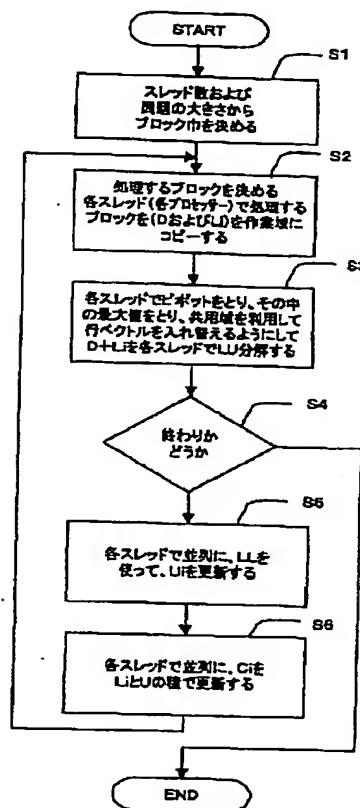 START
S1
スレッド数および
問題の大きさから
ブロック巾を決める
S2
処理するブロックを決める
各スレッド(各プロセッサー)で処理する
ブロックを(DおよびLi)を作業域に
コピーする
S3
各スレッドでピボットをとり、その中
の最大値をとり、共用域を利用して
行ベクトルを入れ替えるようにして
D+Liを各スレッドでLU分解する
S4
終わりか
どうか
S5
各スレッドで並列に、LLを
使って、Uiを更新する
S6
各スレッドで並列に、Ciを
LiとUの積で更新する
END